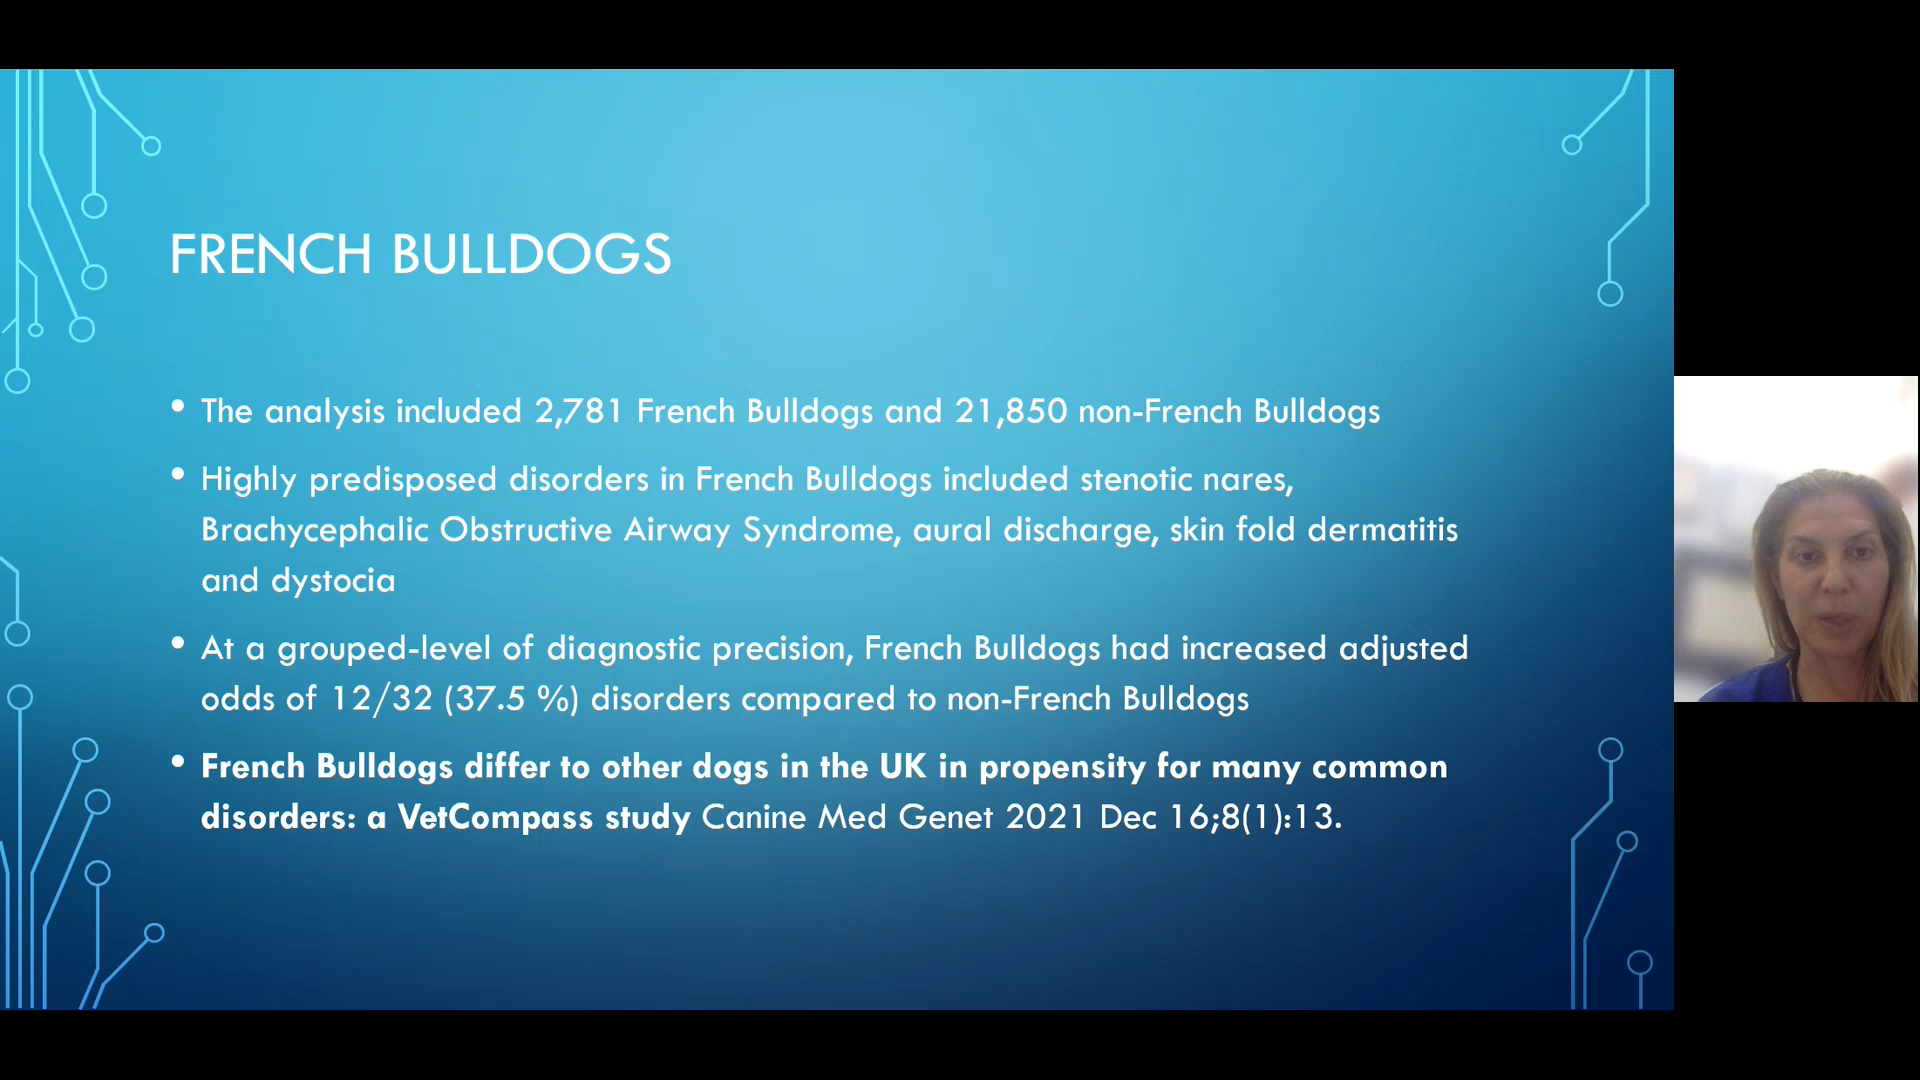 FRENCH BULLDOGS
• The analysis included 2,781 French Bulldogs and 21,850 non-French Bulldogs
• Highly predisposed disorders in French Bulldogs included stenotic nares,
Brachycephalic Obstructive Airway Syndrome, aural discharge, skin fold dermatitis
and dystocia
• At a grouped-level of diagnostic precision, French Bulldogs had increased adjusted
odds of 12/32 (37.5 %) disorders compared to non-French Bulldogs
• French Bulldogs differ to other dogs in the UK in propensity for many common
disorders: a VetCompass study Canine Med Genet 2021 Dec 16;8(1):13.